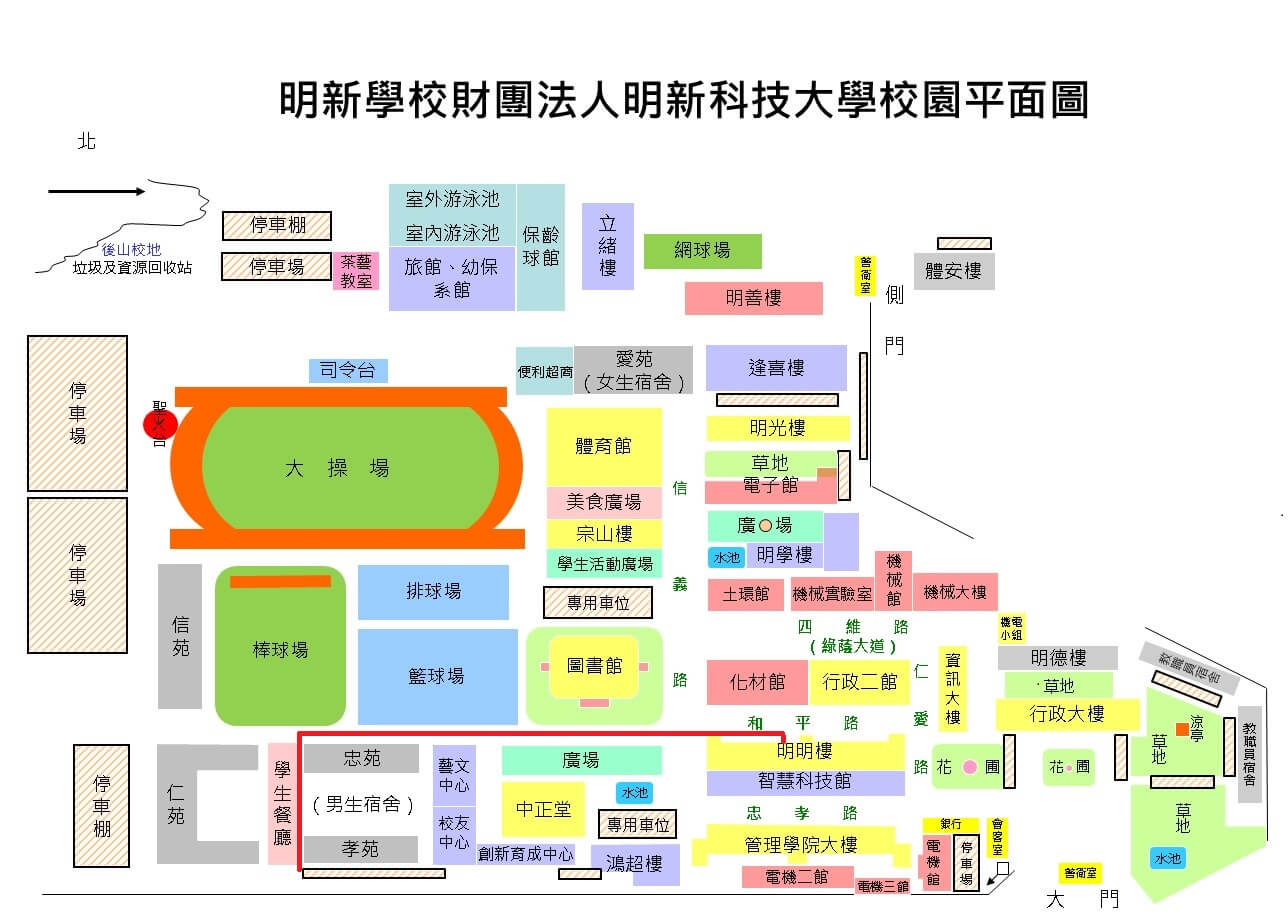 明新學校財團法人明新科技大學校園平面圖
北
後山校地
垃圾及資源回收站
停車棚
停車場
茶藝
教室
室外游泳池
室內游泳池
旅館、幼保
系館
保齡
球館
立緒樓
網球場
明善樓
警衛室
側門
體安樓
停車場
停車場
聖火台
司令台
大操場
便利超商
愛苑
(女生宿舍)
逢喜樓
體育館
明光樓
草地
電子館
美食廣場
宗山樓
學生活動廣場
專用車位
信義路
廣場
水池
明學樓
土環館
機械實驗室
機械館
機械大樓
四維路
(綠蔭大道)
信苑
棒球場
排球場
籃球場
圖書館
化材館
行政二館
仁愛路
資訊大樓
機電
小組
明德樓
草地
行政大樓
教職員宿舍
涼亭
草地
教職員宿舍
和平路
明明樓
智慧科技館
花圃
花圃
草地
水池
停車棚
仁苑
學生餐廳
忠苑
(男生宿舍)
孝苑
藝文
中心
校友
中心
廣場
中正堂
水池
專用車位
創新育成中心
鴻超樓
忠孝路
管理學院大樓
電機二館
電機三館
銀行
電機館
停車場
會客室
警衛室
大門